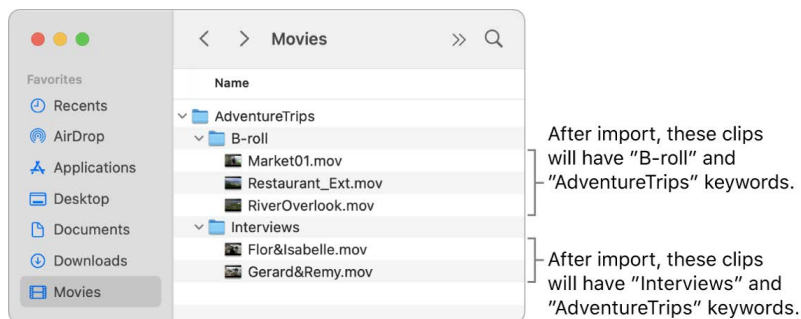 Movies
Favorites
Recents
AirDrop
Applications
Desktop
Documents
Downloads
Movies
Name
AdventureTrips
B-roll
Market01.mov
Restaurant_Ext.mov
RiverOverlook.mov
Interviews
Flor&Isabelle.mov
Gerard&Remy.mov
After import, these clips
will have "B-roll" and
"AdventureTrips" keywords.
After import, these clips
will have "Interviews" and
"AdventureTrips" keywords.